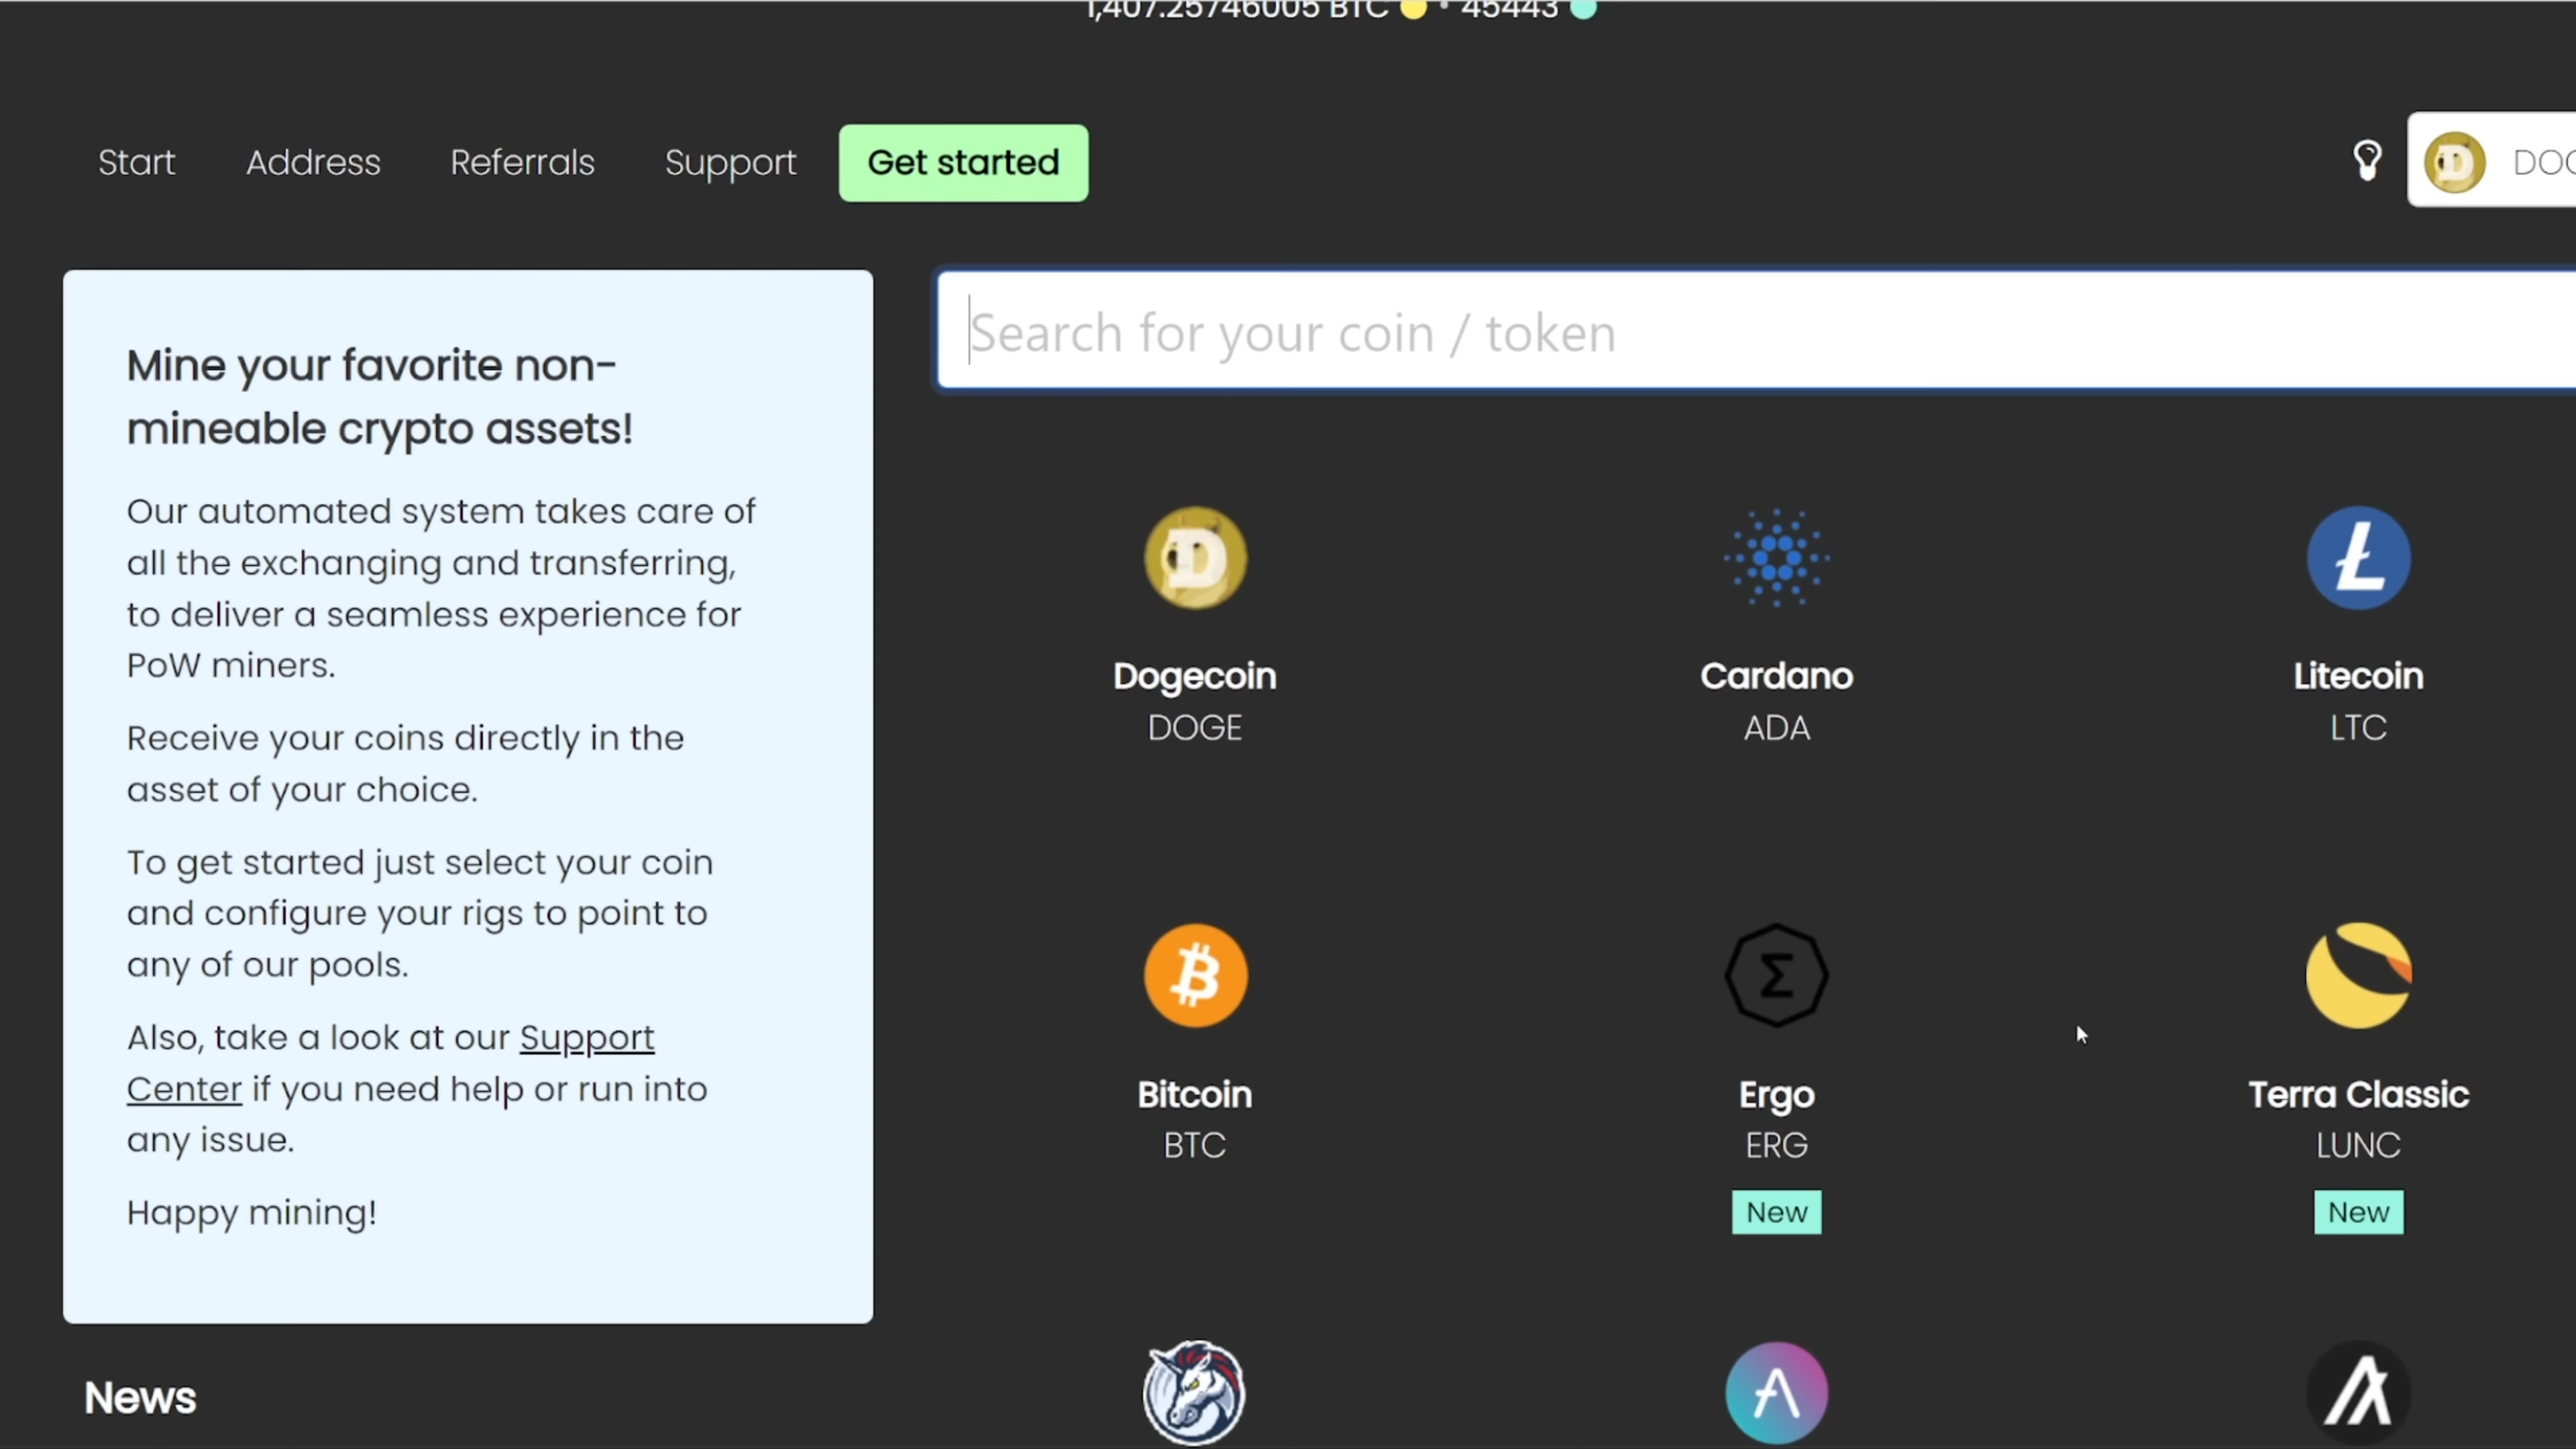 1,407.25746005 BTC • 45443
Start Address Referrals Support Get started
DOG
Mine your favorite non-
mineable crypto assets!
Our automated system takes care of
all the exchanging and transferring,
to deliver a seamless experience for
PoW miners.
Receive your coins directly in the
asset of your choice.
To get started just select your coin
and configure your rigs to point to
any of our pools.
Also, take a look at our Support
Center if you need help or run into
any issue.
Happy mining!
News
Search for your coin / token
Dogecoin Cardano Litecoin
DOGE ADA LTC
Bitcoin Ergo Terra Classic
BTC ERG LUNC
New New